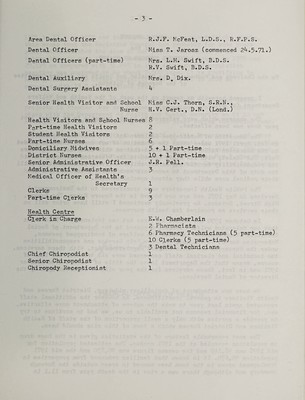 - 3 -
Area Dental Officer R.J.F. McFeat, L.D.S., R.F.P.S.
Dental Officer Miss T. Jaross (commenced 24.5.71.)
Dental Officers (part-time) Mrs. L.M. Swift, B.D.S.
R.V. Swift, B.D.S.
Dental Auxiliary Mrs. D. Dix.
Dental Surgery Assistants 4
Senior Health Visitor and School Miss C.J. Thorn, S.R.N.,
Nurse H.V. Cert., D.N. (Lond.)
Health Visitors and School Nurses 8
Part-time Health Visitors 2
Student Health Visitors 2
Part-time Nurses 6
Domiciliary Midwives 5 + 1 Part-time
District Nurses 10 + 1 Part-time
Senior Administrative Officer J.H. Fell.
Administrative Assistants 3
Medical Officer of Health's
Secretary 1
Clerks 9
Part-time Clerks 3
Health Centre
Clerk in Charge E.W. Chamberlain
2 Pharmacists
6 Pharmacy Technicians (5 part-time)
10 Clerks (5 part-time)
3 Dental Technicians
Chief Chiropodist 1
Senior Chiropodist 1
Chiropody Receptionist 1